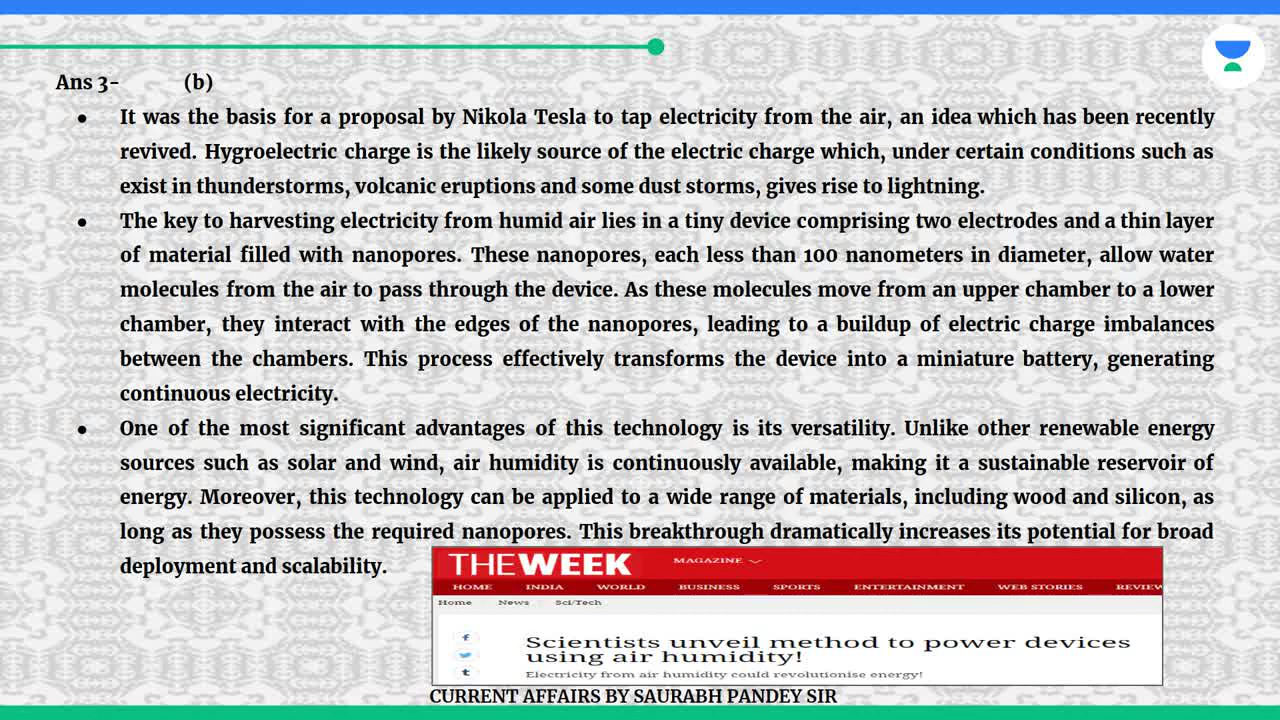 Ans 3- (b)
● It was the basis for a proposal by Nikola Tesla to tap electricity from the air, an idea which has been recently
revived. Hygroelectric charge is the likely source of the electric charge which, under certain conditions such as
exist in thunderstorms, volcanic eruptions and some dust storms, gives rise to lightning.
● The key to harvesting electricity from humid air lies in a tiny device comprising two electrodes and a thin layer
of material filled with nanopores. These nanopores, each less than 100 nanometers in diameter, allow water
molecules from the air to pass through the device. As these molecules move from an upper chamber to a lower
chamber, they interact with the edges of the nanopores, leading to a buildup of electric charge imbalances
between the chambers. This process effectively transforms the device into a miniature battery, generating
continuous electricity.
● One of the most significant advantages of this technology is its versatility. Unlike other renewable energy
sources such as solar and wind, air humidity is continuously available, making it a sustainable reservoir of
energy. Moreover, this technology can be applied to a wide range of materials, including wood and silicon, as
long as they possess the required nanopores. This breakthrough dramatically increases its potential for broad
deployment and scalability.
THE WEEK MAGAZINE
HOME INDIA WORLD BUSINESS SPORTS ENTERTAINMENT WEB STORIES REVIEW
Home News Sci/Tech
Scientists unveil method to power devices
using air humidity!
Electricity from air humidity could revolutionise energy!
CURRENT AFFAIRS BY SAURABH PANDEY SIR